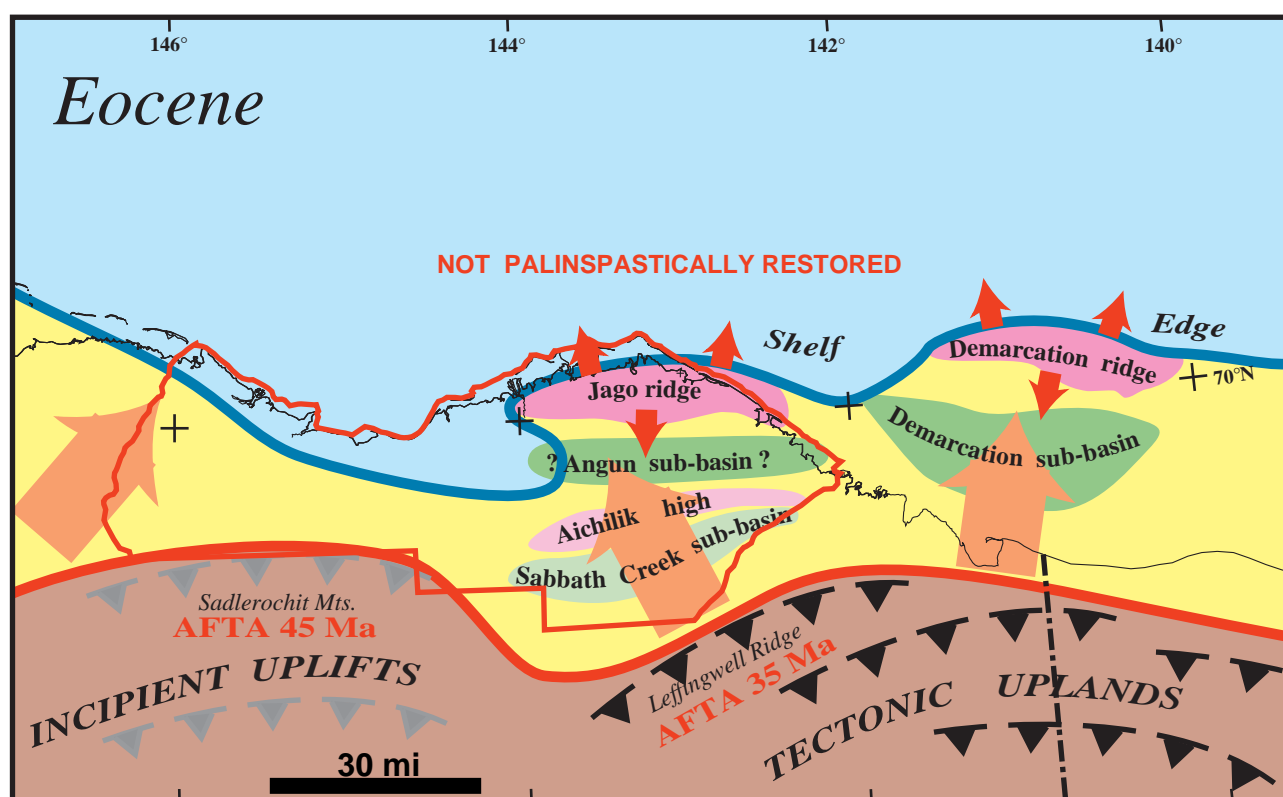 146° 144° 142° 140°
Eocene
NOT PALINSPASTICALLY RESTORED
Shelf Edge
Demarcation ridge
70°N
Jago ridge
Demarcation sub-basin
? Angun sub-basin ?
Aichilik high
Sabbath Creek sub-basin
Sadlerochit Mts.
AFTA 45 Ma
Leffingwell Ridge
AFTA 35 Ma
INCIPIENT UPLIFTS
TECTONIC UPLANDS
30 mi